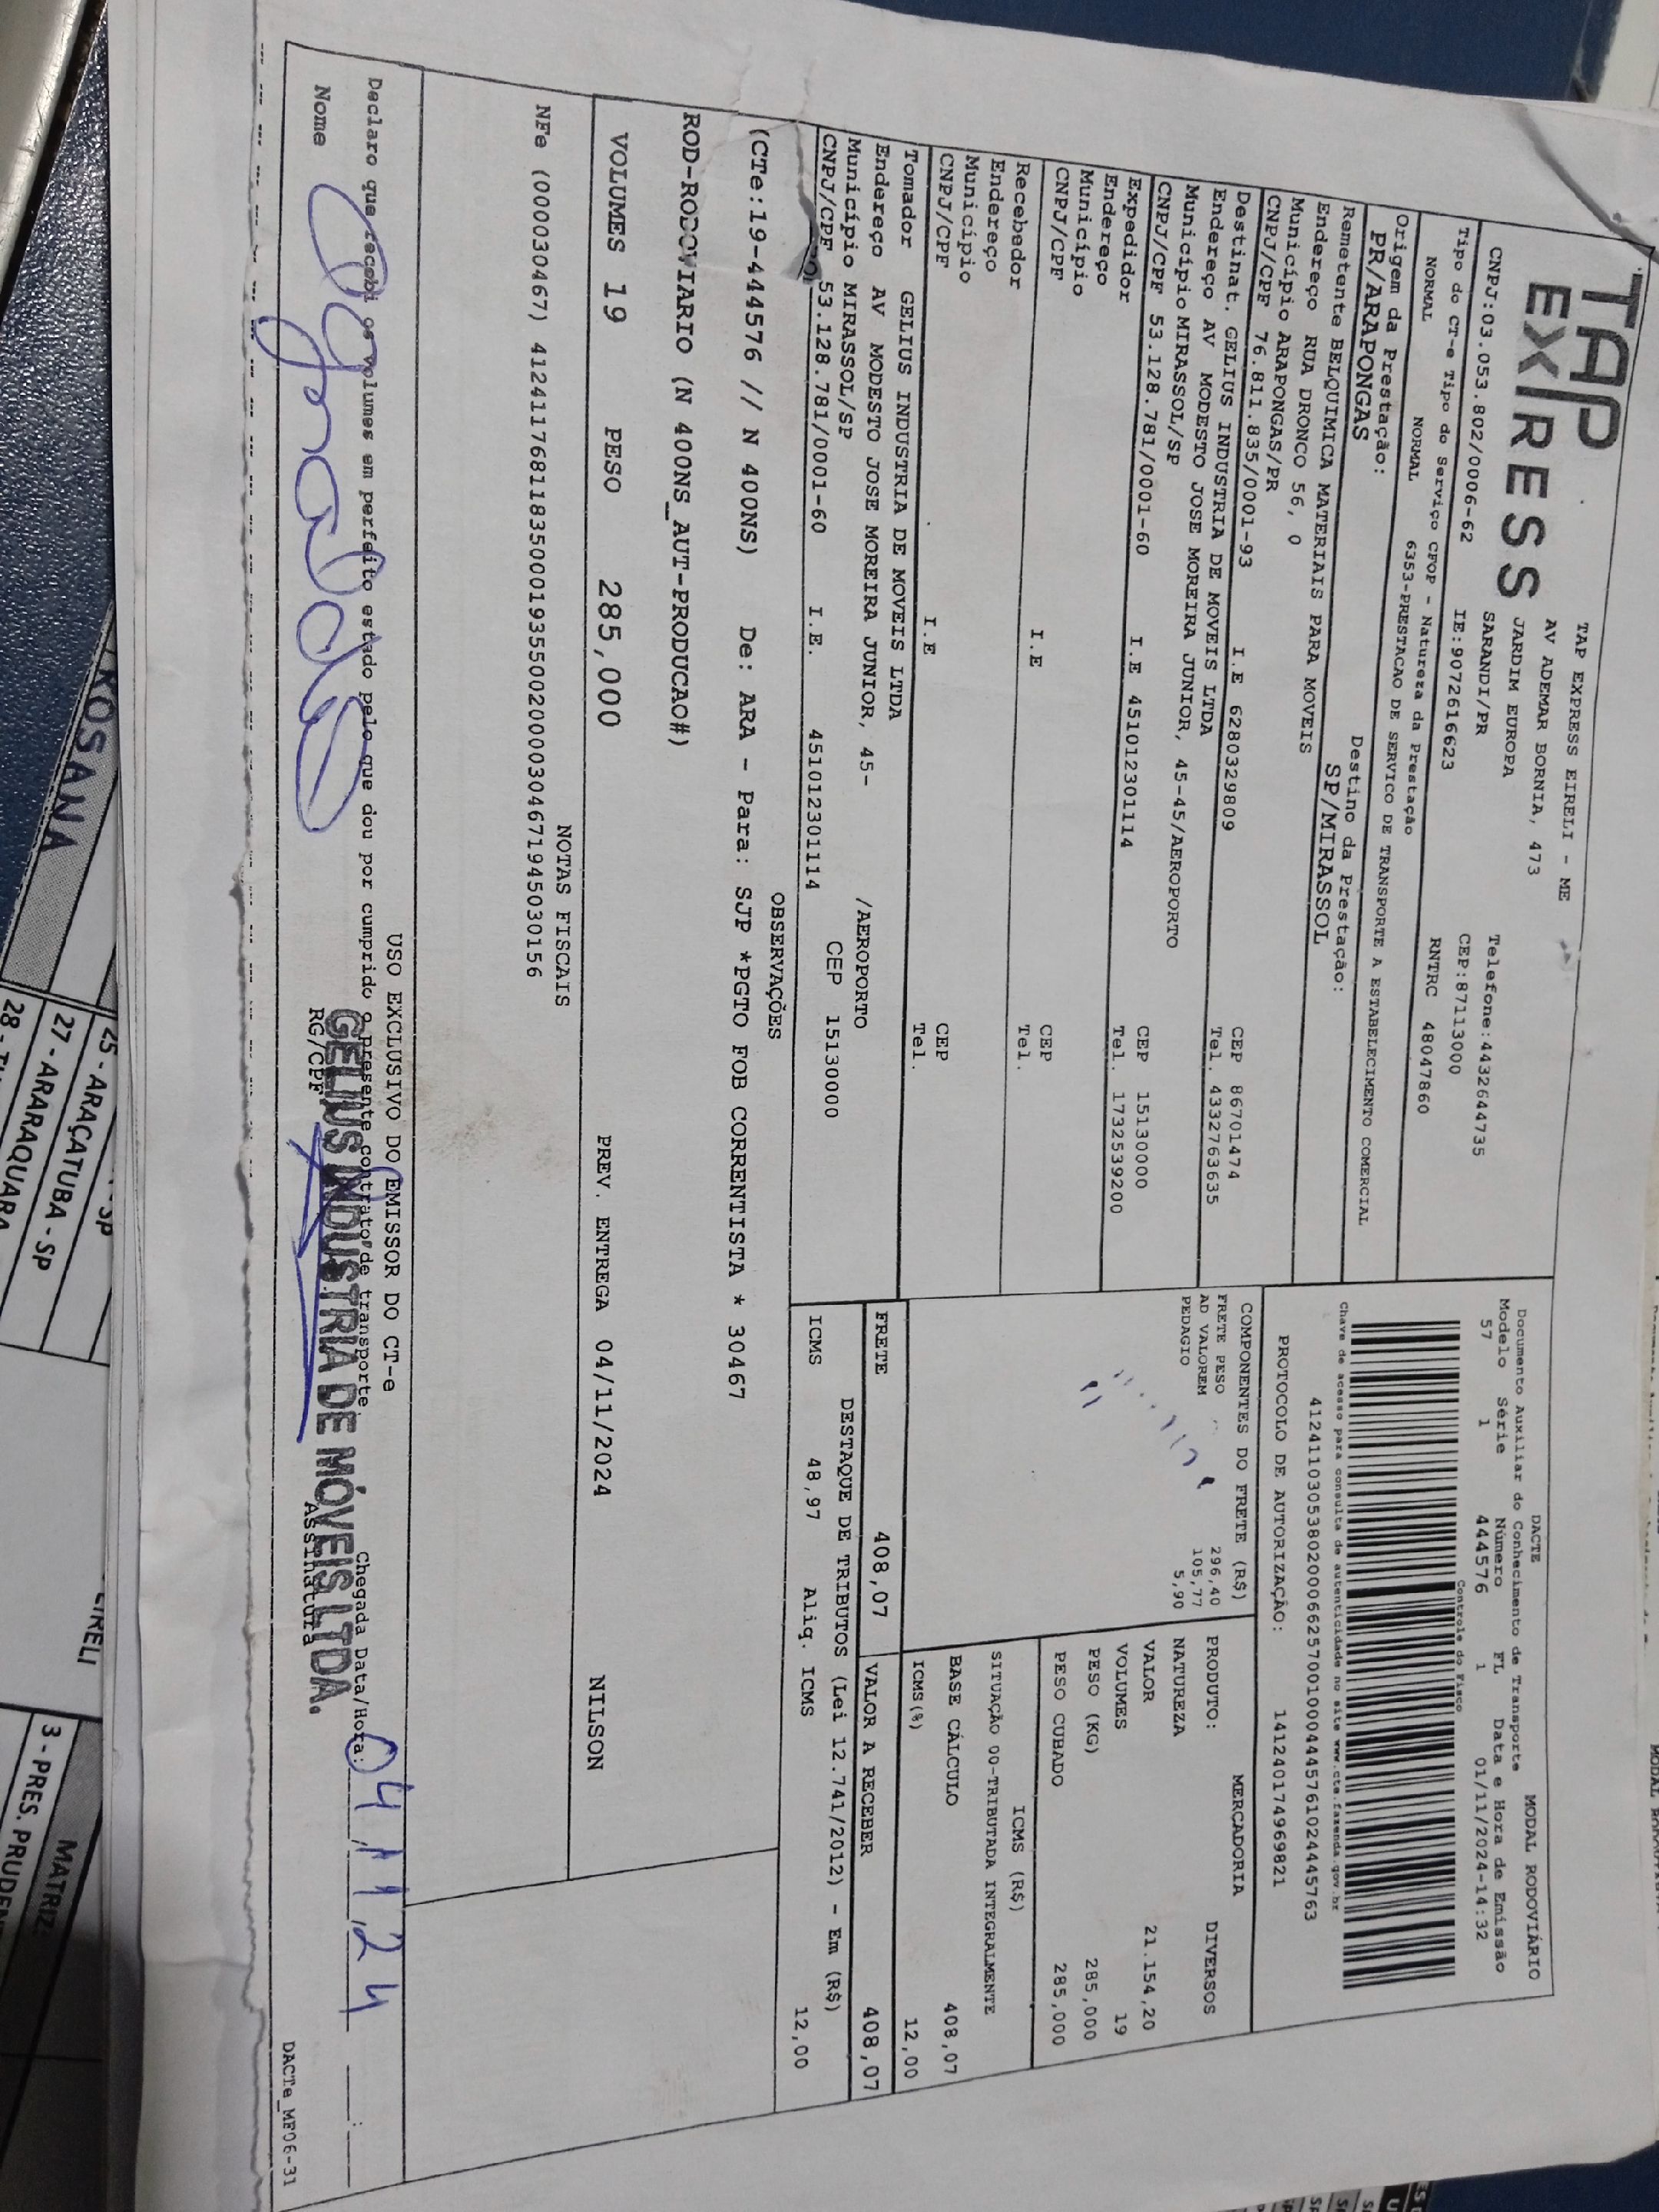 TAP
EXPRESS
TAP EXPRESS EIRELI - ME
AV ADEMAR BORNIA, 473
JARDIM EUROPA
SARANDI/PR
Telefone:4432644735
CEP:87113000
CNPJ:03.053.802/0006-62 IE:9072616623 RNTRC 48047860
Tipo do CT-e Tipo do Serviço CFOP - Natureza da Prestação
NORMAL NORMAL 6353-PRESTACAO DE SERVICO DE TRANSPORTE A ESTABELECIMENTO COMERCIAL
Origem da Prestação: Destino da Prestação:
PR/ARAPONGAS SP/MIRASSOL
Remetente BELQUIMICA MATERIAIS PARA MOVEIS
Endereço RUA DRONCO 56, 0
Município ARAPONGAS/PR CEP 86701474
CNPJ/CPF 76.811.835/0001-93 I.E 6280329809 Tel. 4332763635
Destinat. GELIUS INDUSTRIA DE MOVEIS LTDA
Endereço AV MODESTO JOSE MOREIRA JUNIOR, 45-45/AEROPORTO
Município MIRASSOL/SP CEP 15130000
CNPJ/CPF 53.128.781/0001-60 I.E 451012301114 Tel. 1732539200
Expedidor
Endereço
Município CEP
CNPJ/CPF I.E Tel.
Recebedor
Endereço
Município CEP
CNPJ/CPF I.E Tel.
Tomador GELIUS INDUSTRIA DE MOVEIS LTDA
Endereço AV MODESTO JOSE MOREIRA JUNIOR, 45- /AEROPORTO
Município MIRASSOL/SP CEP 15130000
CNPJ/CPF 53.128.781/0001-60 I.E. 451012301114
DACTE MODAL RODOVIÁRIO
Documento Auxiliar do Conhecimento de Transporte
Modelo Série Número FL Data e Hora de Emissão
57 1 444576 1 01/11/2024-14:32
Controle do Fisco
Chave de acesso para consulta de autenticidade no site www.cte.fazenda.gov.br
41241103053802000662570010004445761024445763
PROTOCOLO DE AUTORIZAÇÃO: 141240174969821
COMPONENTES DO FRETE (R$)
FRETE PESO 296,40
AD VALOREM 105,77
PEDAGIO 5,90
MERCADORIA
PRODUTO: DIVERSOS
NATUREZA
VALOR 21.154,20
VOLUMES 19
PESO (KG) 285,000
PESO CUBADO 285,000
ICMS (R$)
SITUAÇÃO 00-TRIBUTADA INTEGRALMENTE
BASE CÁLCULO 408,07
ICMS(%) 12,00
FRETE 408,07 VALOR A RECEBER 408,07
DESTAQUE DE TRIBUTOS (Lei 12.741/2012) - Em (R$)
ICMS 48,97 Aliq. ICMS 12,00
OBSERVAÇÕES
(CTe:19-444576 // N 400NS) De: ARA - Para: SJP *PGTO FOB CORRENTISTA * 30467
ROD-RODOVIARIO (N 400NS_AUT-PRODUCAO#)
VOLUMES 19 PESO 285,000 PREV. ENTREGA 04/11/2024 NILSON
NOTAS FISCAIS
NFe (000030467) 41241176811835000193550020000304671945030156
USO EXCLUSIVO DO EMISSOR DO CT-e
Declaro que recebi os volumes em perfeito estado pelo que dou por cumprido o presente contrato de transporte. Chegada Data/Hora: 04/11/24
Nome RG/CPF Assinatura
GELIUS INDUSTRIA DE MÓVEIS LTDA.
DACTe_MF06-31
ROSANA
25 - ARAÇATUBA - SP
27 - ARARAQUARA
MATRIZ: